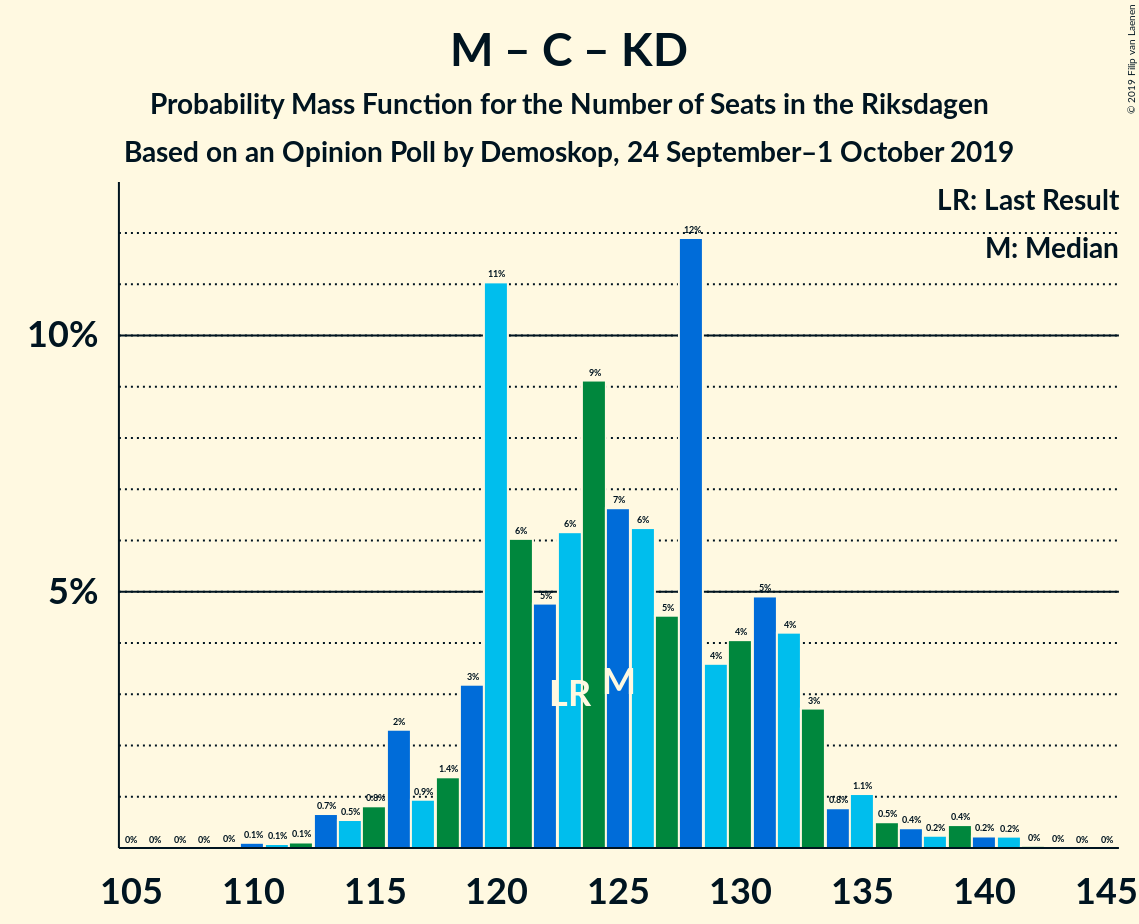 M – C – KD
Probability Mass Function for the Number of Seats in the Riksdagen
Based on an Opinion Poll by Demoskop, 24 September–1 October 2019
© 2019 Filip van Laenen
LR: Last Result
M: Median
10%
5%
0% 0% 0% 0% 0% 0.1% 0.1% 0.1% 0.7% 0.5% 0.8% 2% 0.9% 1.4% 3% 11% 6% 5% 6% 9% 7% 6% 5% 12% 4% 4% 5% 4% 3% 0.8% 1.1% 0.5% 0.4% 0.2% 0.4% 0.2% 0.2% 0% 0% 0% 0%
LR M
105 110 115 120 125 130 135 140 145